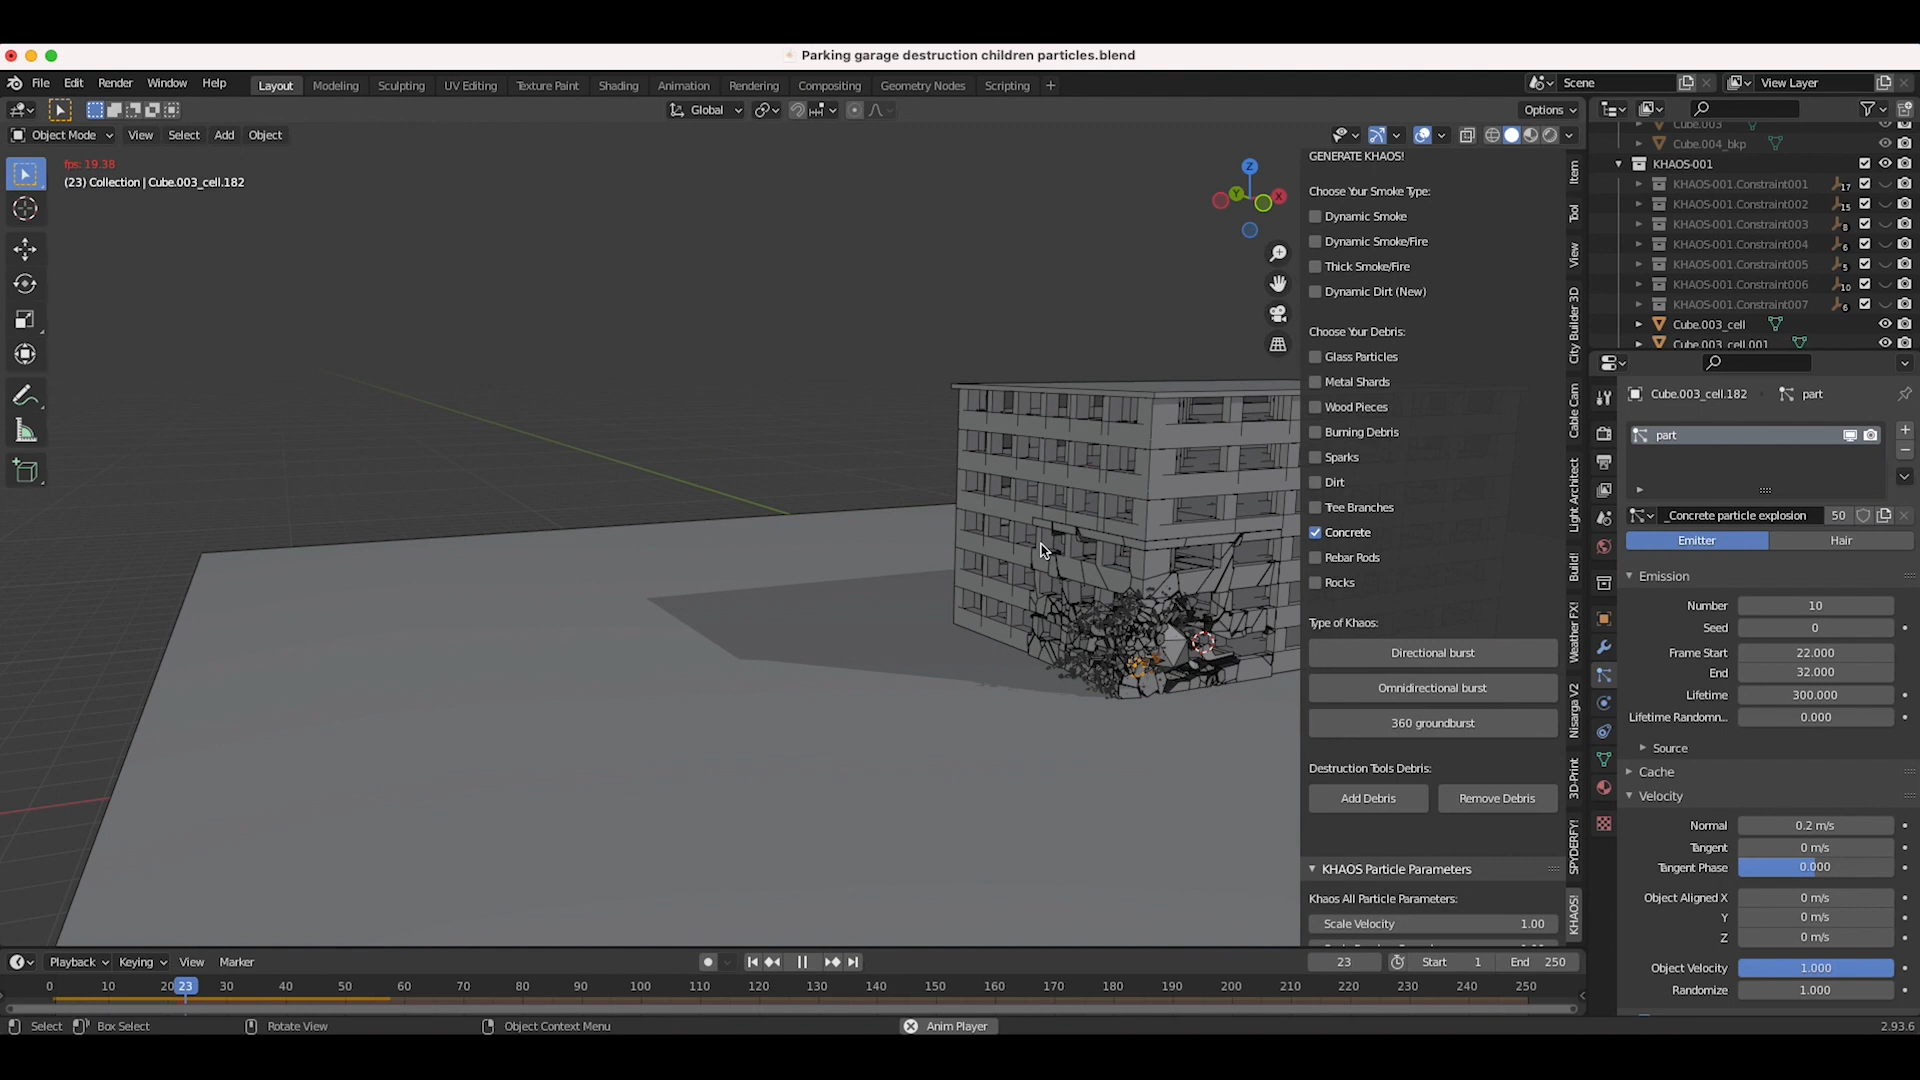 Parking garage destruction children particles.blend
File Edit Render Window Help Layout Modeling Sculpting UV Editing Texture Paint Shading Animation Rendering Compositing Geometry Nodes Scripting + Scene View Layer
Global Options
Object Mode View Select Add Object
fps: 19.38
(23) Collection | Cube.003_cell.182
Z
Y
X
GENERATE KHAOS!
Choose Your Smoke Type:
Dynamic Smoke
Dynamic Smoke/Fire
Thick Smoke/Fire
Dynamic Dirt (New)
Choose Your Debris:
Glass Particles
Metal Shards
Wood Pieces
Burning Debris
Sparks
Dirt
Tree Branches
Concrete
Rebar Rods
Rocks
Type of Khaos:
Directional burst
Omnidirectional burst
360 groundburst
Destruction Tools Debris:
Add Debris Remove Debris
KHAOS Particle Parameters
Khaos All Particle Parameters:
Scale Velocity 1.00
Item
Tool
View
City Builder 3D
Cable Cam
Light Architect
Build!
Weather FX!
Nisarga V2
3D-Print
SPYDERFY!
KHAOS!
Cube.003
Cube.004_bkp
KHAOS-001
KHAOS-001.Constraint001 17
KHAOS-001.Constraint002 15
KHAOS-001.Constraint003 8
KHAOS-001.Constraint004 6
KHAOS-001.Constraint005 5
KHAOS-001.Constraint006 10
KHAOS-001.Constraint007 6
Cube.003_cell
Cube.003_cell.001
Cube.003_cell.182 part
part
_Concrete particle explosion 50
Emitter Hair
Emission
Number 10
Seed 0
Frame Start 22.000
End 32.000
Lifetime 300.000
Lifetime Randomn... 0.000
Source
Cache
Velocity
Normal 0.2 m/s
Tangent 0 m/s
Tangent Phase 0.000
Object Aligned X 0 m/s
Y 0 m/s
Z 0 m/s
Object Velocity 1.000
Randomize 1.000
Playback Keying View Marker 23 Start 1 End 250
0 10 20 23 30 40 50 60 70 80 90 100 110 120 130 140 150 160 170 180 190 200 210 220 230 240 250
Select Box Select Rotate View Object Context Menu Anim Player 2.93.6